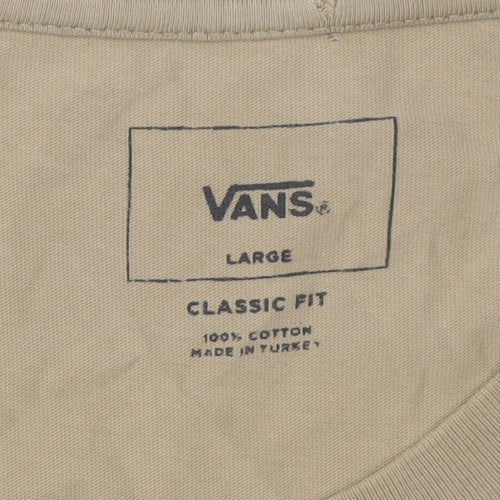 VANS®
LARGE
CLASSIC FIT
100% COTTON
MADE IN TURKEY